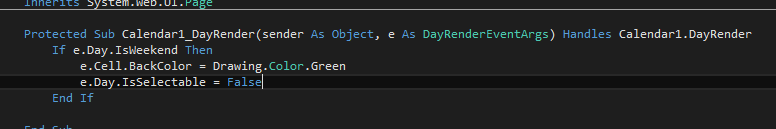 Inherits System.Web.UI.Page
Protected Sub Calendar1_DayRender(sender As Object, e As DayRenderEventArgs) Handles Calendar1.DayRender
If e.Day.IsWeekend Then
e.Cell.BackColor = Drawing.Color.Green
e.Day.IsSelectable = False
End If
End Sub